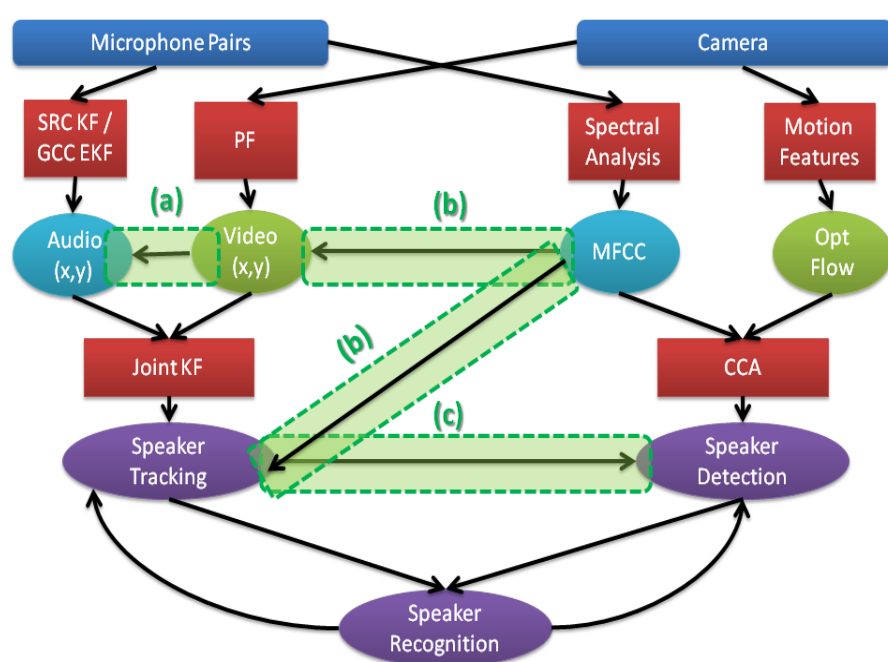 Microphone Pairs
Camera
SRC KF /
GCC EKF
PF
Spectral
Analysis
Motion
Features
(a)
(b)
Audio
(x,y)
Video
(x,y)
MFCC
Opt
Flow
(b)
Joint KF
CCA
(c)
Speaker
Tracking
Speaker
Detection
Speaker
Recognition